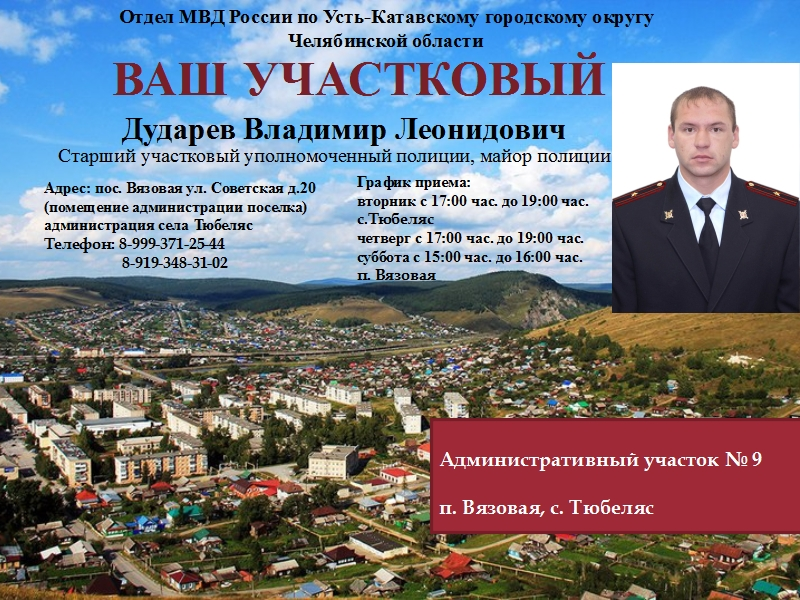 Отдел МВД России по Усть-Катавскому городскому округу
Челябинской области
ВАШ УЧАСТКОВЫЙ
Дударев Владимир Леонидович
Старший участковый уполномоченный полиции, майор полиции
Адрес: пос. Вязовая ул. Советская д.20
(помещение администрации поселка)
администрация села Тюбеляс
Телефон: 8-999-371-25-44
8-919-348-31-02
График приема:
вторник с 17:00 час. до 19:00 час.
с.Тюбеляс
четверг с 17:00 час. до 19:00 час.
суббота с 15:00 час. до 16:00 час.
п. Вязовая
Административный участок № 9
п. Вязовая, с. Тюбеляс